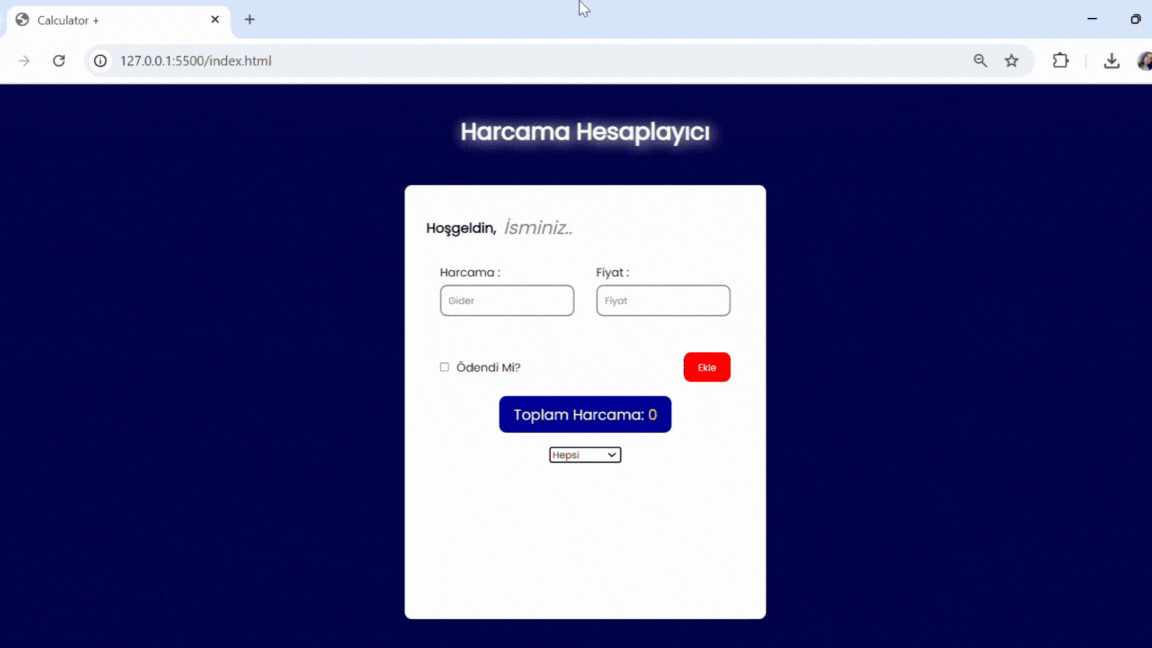 Calculator +
127.0.0.1:5500/index.html
Harcama Hesaplayıcı
Hoşgeldin, İsminiz..
Harcama : Fiyat :
Gider Fiyat
Ödendi Mi? Ekle
Toplam Harcama: 0
Hepsi